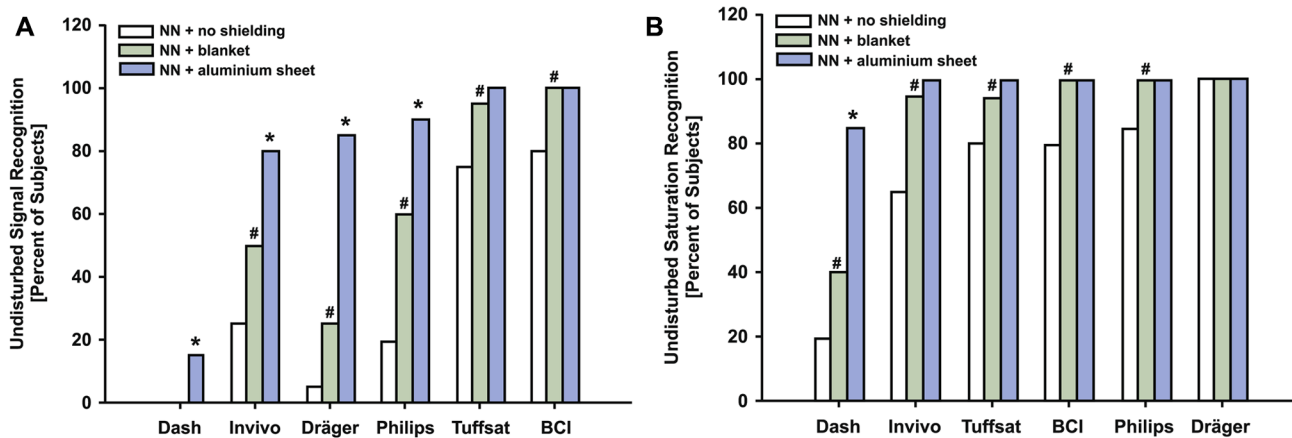 A
Undisturbed Signal Recognition
[Percent of Subjects]
120
100
80
60
40
20
0
NN + no shielding
NN + blanket
NN + aluminium sheet
*
#
*
#
*
#
*
#
#
Dash Invivo Dräger Philips Tuffsat BCI
B
Undisturbed Saturation Recognition
[Percent of Subjects]
120
100
80
60
40
20
0
NN + no shielding
NN + blanket
NN + aluminium sheet
#
*
#
#
#
#
Dash Invivo Tuffsat BCI Philips Dräger